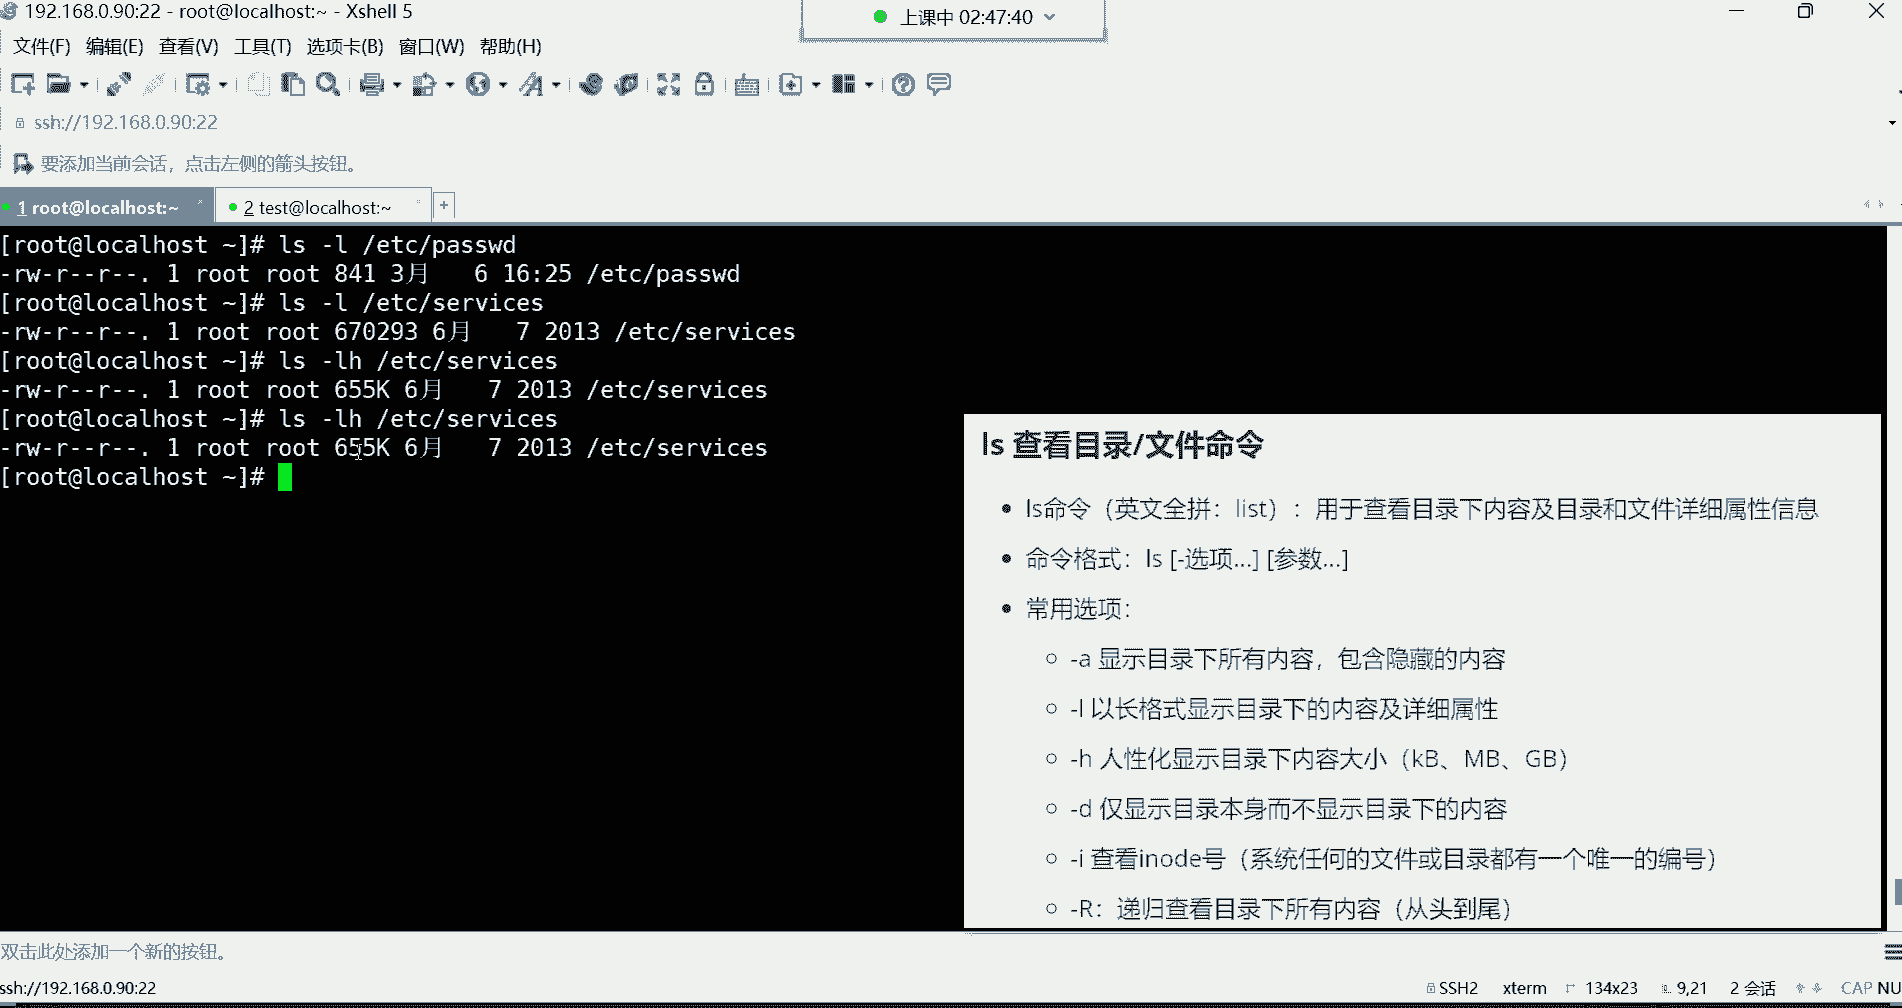 192.168.0.90:22 - root@localhost:~ - Xshell 5
上课中 02:47:40
文件(F) 编辑(E) 查看(V) 工具(T) 选项卡(B) 窗口(W) 帮助(H)
ssh://192.168.0.90:22
要添加当前会话，点击左侧的箭头按钮。
1 root@localhost:~ 2 test@localhost:~ +
[root@localhost ~]# ls -l /etc/passwd
-rw-r--r--. 1 root root 841 3月   6 16:25 /etc/passwd
[root@localhost ~]# ls -l /etc/services
-rw-r--r--. 1 root root 670293 6月   7 2013 /etc/services
[root@localhost ~]# ls -lh /etc/services
-rw-r--r--. 1 root root 655K 6月   7 2013 /etc/services
[root@localhost ~]# ls -lh /etc/services
-rw-r--r--. 1 root root 655K 6月   7 2013 /etc/services
[root@localhost ~]#
ls 查看目录/文件命令
• ls命令（英文全拼：list）：用于查看目录下内容及目录和文件详细属性信息
• 命令格式：ls [-选项...] [参数...]
• 常用选项：
○ -a 显示目录下所有内容，包含隐藏的内容
○ -l 以长格式显示目录下的内容及详细属性
○ -h 人性化显示目录下内容大小（kB、MB、GB）
○ -d 仅显示目录本身而不显示目录下的内容
○ -i 查看inode号（系统任何的文件或目录都有一个唯一的编号）
○ -R：递归查看目录下所有内容（从头到尾）
双击此处添加一个新的按钮。
ssh://192.168.0.90:22 SSH2 xterm 134x23 9,21 2 会话 CAP NU